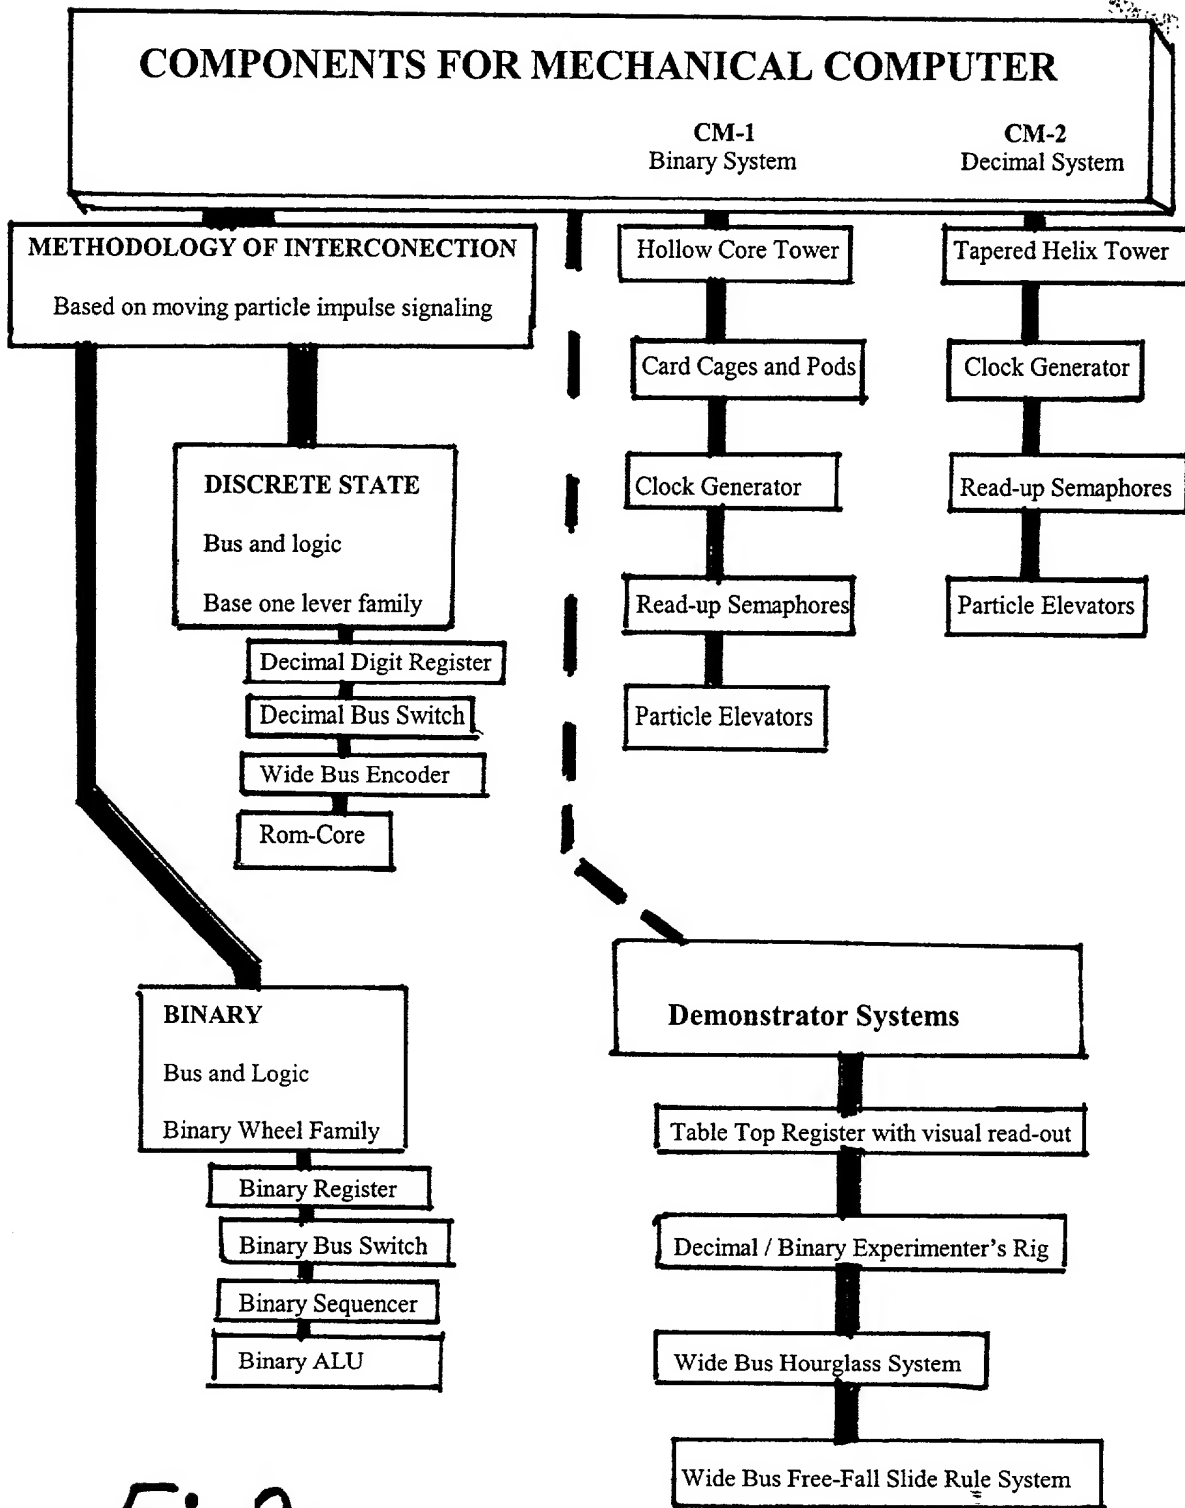 COMPONENTS FOR MECHANICAL COMPUTER
CM-1
Binary System
CM-2
Decimal System
METHODOLOGY OF INTERCONECTION
Based on moving particle impulse signaling
DISCRETE STATE
Bus and logic
Base one lever family
Decimal Digit Register
Decimal Bus Switch
Wide Bus Encoder
Rom-Core
BINARY
Bus and Logic
Binary Wheel Family
Binary Register
Binary Bus Switch
Binary Sequencer
Binary ALU
Hollow Core Tower
Card Cages and Pods
Clock Generator
Read-up Semaphores
Particle Elevators
Tapered Helix Tower
Clock Generator
Read-up Semaphores
Particle Elevators
Demonstrator Systems
Table Top Register with visual read-out
Decimal / Binary Experimenter's Rig
Wide Bus Hourglass System
Wide Bus Free-Fall Slide Rule System